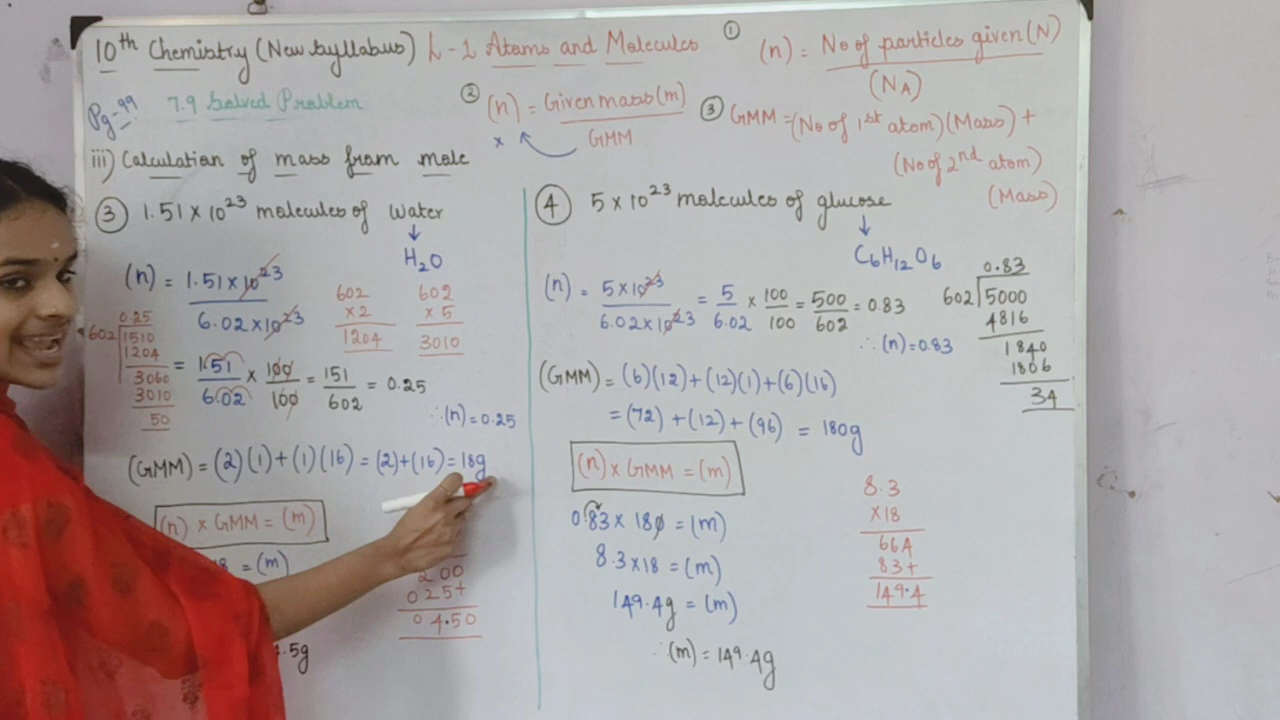 10th Chemistry (New Syllabus) L-1 Atoms and Molecules
① (n) = No of particles given (N)
(NA)
Pg-99
7.9 Solved Problem
② (n) = Given mass (m)
GMM
x
③ GMM = (No of 1st atom)(Mass) +
(No of 2nd atom)
(Mass)
iii) Calculation of mass from mole
③ 1.51 x 10^23 molecules of water
↓
H2O
(n) = 1.51 x 10^23
6.02 x 10^23
602
x 2
1204
602
x 5
3010
0.25
602 1510
1204
3060
3010
50
= 1.51/6.02 x 100/100 = 151/602 = 0.25
∴ (n) = 0.25
(GMM) = (2)(1) + (1)(16) = (2) + (16) = 18g
(n) x GMM = (m)
8 = (m)
200
025+
04.50
.5g
④ 5 x 10^23 molecules of glucose
↓
C6H12O6
(n) = 5 x 10^23 / 6.02 x 10^23 = 5/6.02 x 100/100 = 500/602 = 0.83
∴ (n) = 0.83
0.83
602 5000
4816
1840
1806
34
(GMM) = (6)(12) + (12)(1) + (6)(16)
= (72) + (12) + (96) = 180g
(n) x GMM = (m)
0.83 x 180 = (m)
8.3 x 18 = (m)
149.4g = (m)
∴ (m) = 149.4g
8.3
x 18
664
83+
149.4